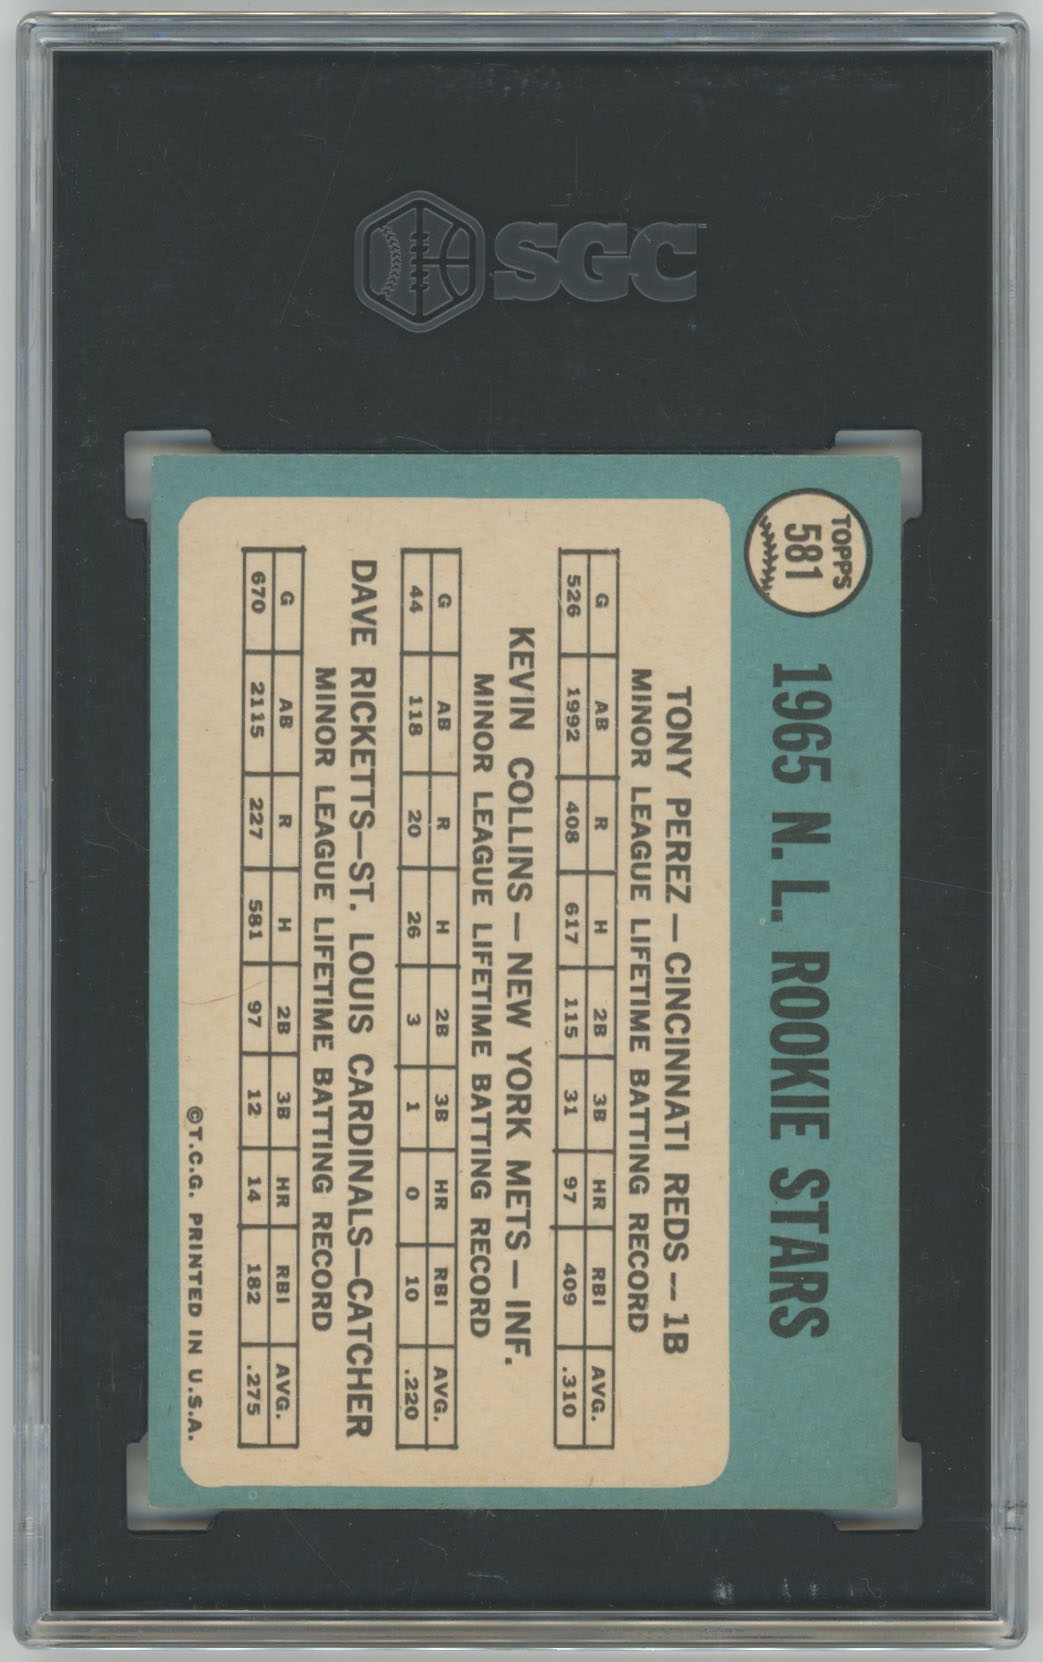 SGC
TOPPS
581
1965 N. L. ROOKIE STARS
TONY PEREZ — CINCINNATI REDS -- 1B
MINOR LEAGUE LIFETIME BATTING RECORD
G AB R H 2B 3B HR RBI AVG.
526 1992 408 617 115 31 97 409 .310
KEVIN COLLINS — NEW YORK METS — INF.
MINOR LEAGUE LIFETIME BATTING RECORD
G AB R H 2B 3B HR RBI AVG.
44 118 20 26 3 1 0 10 .220
DAVE RICKETTS—ST. LOUIS CARDINALS—CATCHER
MINOR LEAGUE LIFETIME BATTING RECORD
G AB R H 2B 3B HR RBI AVG.
670 2115 227 581 97 12 14 182 .275
©T.C.G. PRINTED IN U.S.A.